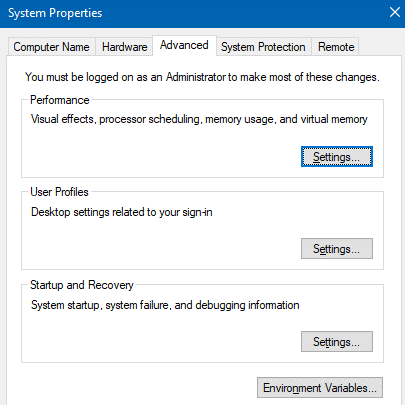 System Properties
Computer Name Hardware Advanced System Protection Remote
You must be logged on as an Administrator to make most of these changes.
Performance
Visual effects, processor scheduling, memory usage, and virtual memory
Settings...
User Profiles
Desktop settings related to your sign-in
Settings...
Startup and Recovery
System startup, system failure, and debugging information
Settings...
Environment Variables...